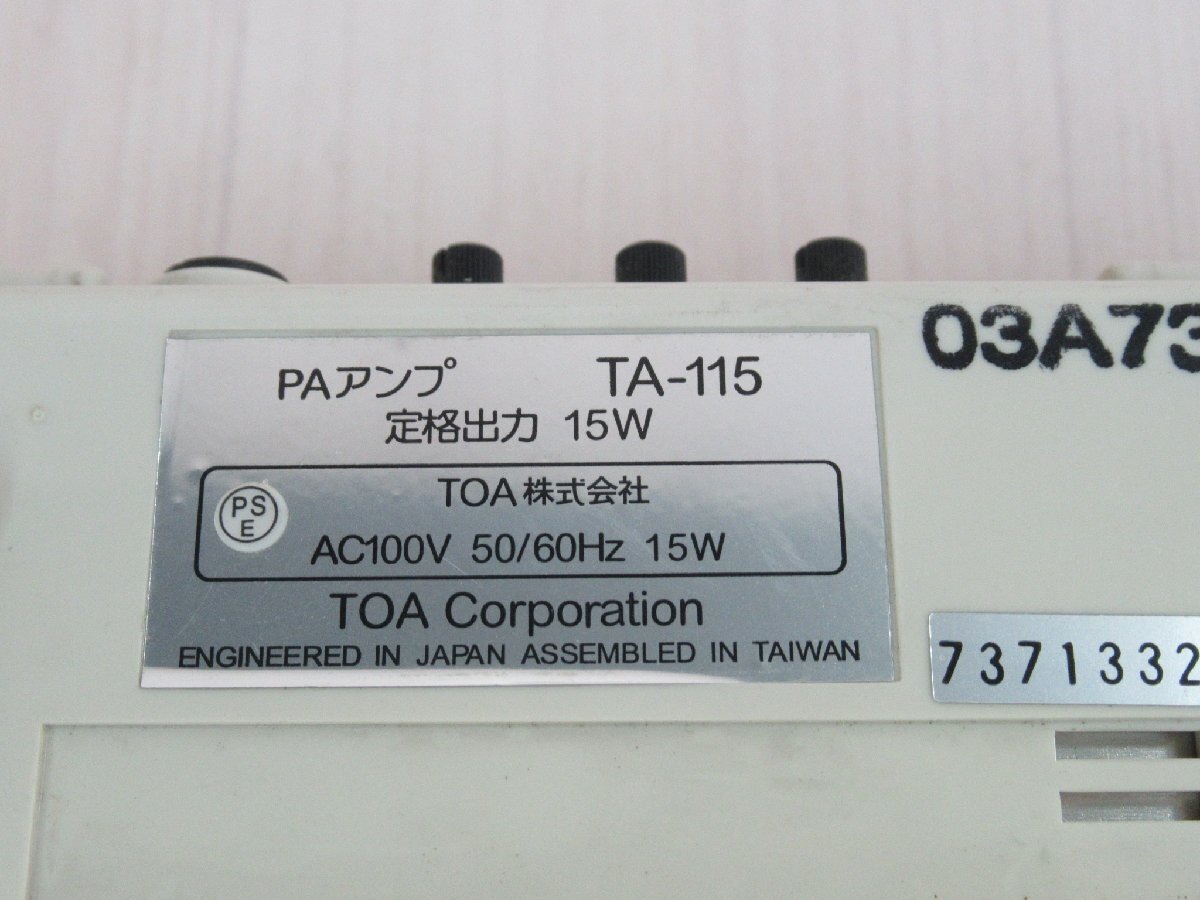 03A73
PAアンプ TA-115
定格出力 15W
PS
E
TOA株式会社
AC100V 50/60Hz 15W
TOA Corporation
ENGINEERED IN JAPAN ASSEMBLED IN TAIWAN
7371332